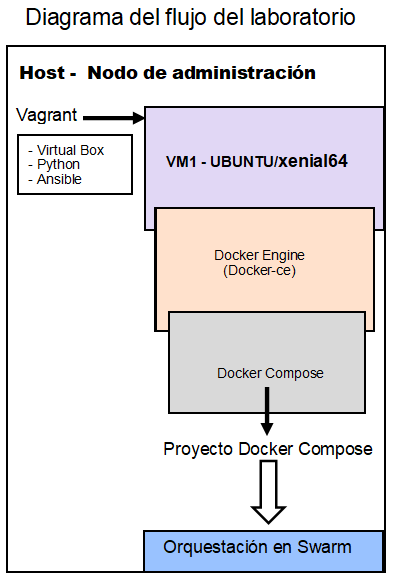 Diagrama del flujo del laboratorio
Host - Nodo de administración
Vagrant
- Virtual Box
- Python
- Ansible
VM1 - UBUNTU/xenial64
Docker Engine
(Docker-ce)
Docker Compose
Proyecto Docker Compose
Orquestación en Swarm